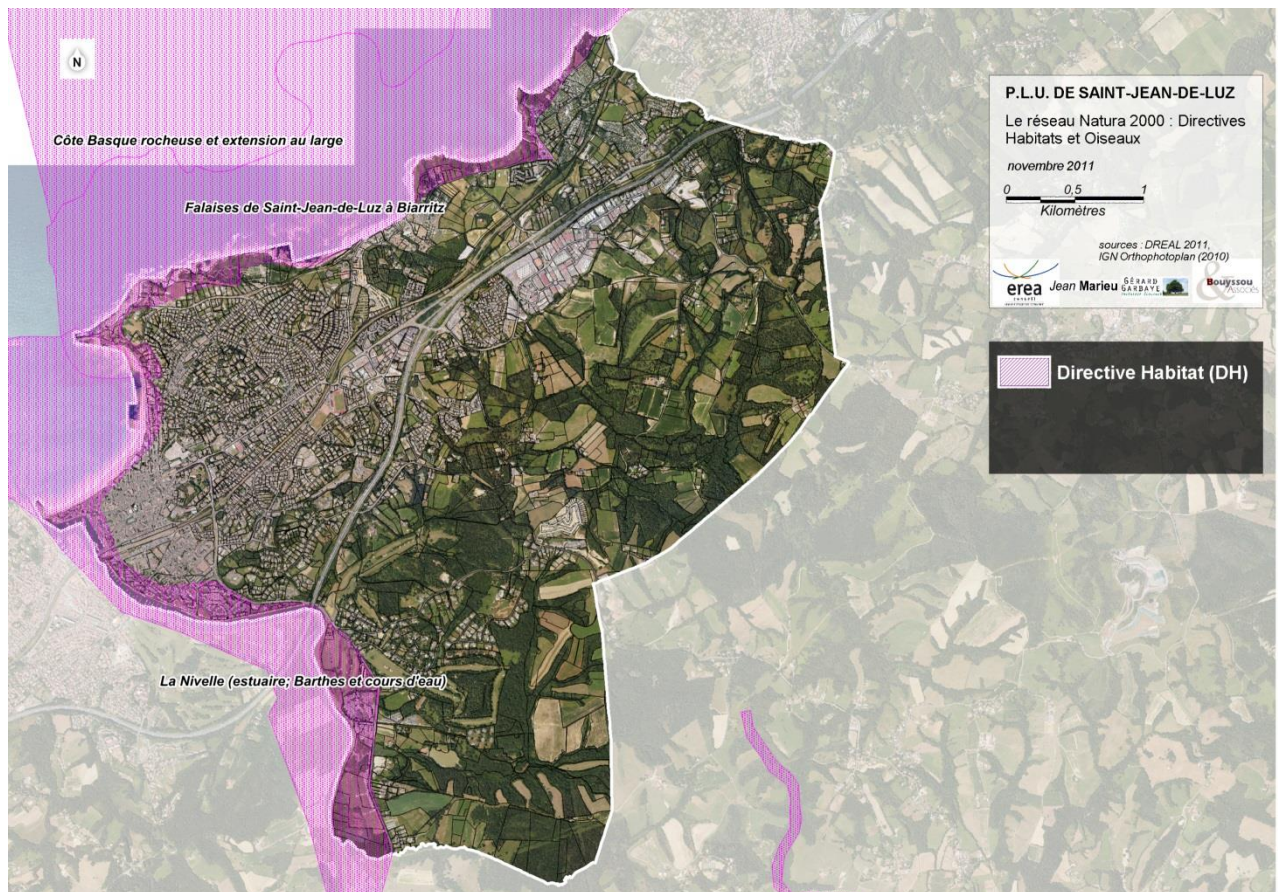 N
Côte Basque rocheuse et extension au large
Falaises de Saint-Jean-de-Luz à Biarritz
La Nivelle (estuaire; Barthes et cours d'eau)
P.L.U. DE SAINT-JEAN-DE-LUZ
Le réseau Natura 2000 : Directives
Habitats et Oiseaux
novembre 2011
0 0,5 1
Kilomètres
sources : DREAL 2011,
IGN Orthophotoplan (2010)
erea
Jean Marieu
GÉRARD
GARBAYE
&
Bouyssou
Associés
Directive Habitat (DH)